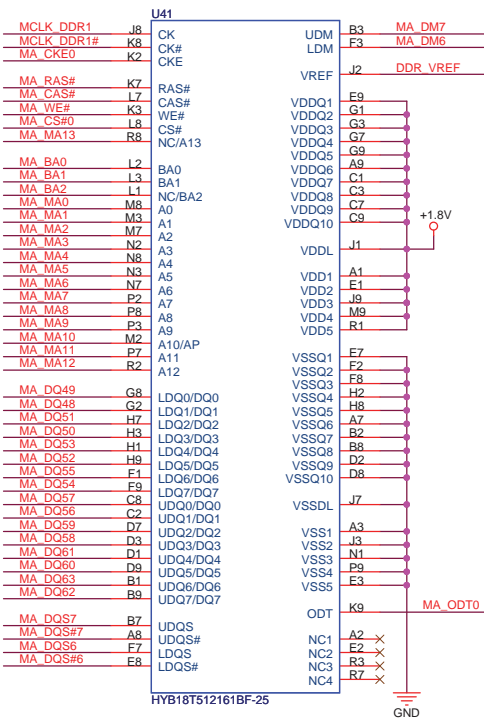 U41
MCLK_DDR1 J8 CK UDM B3 MA_DM7
MCLK_DDR1# K8 CK# LDM F3 MA_DM6
MA_CKE0 K2 CKE
VREF J2 DDR_VREF
MA_RAS# K7 RAS#
MA_CAS# L7 CAS# VDDQ1 E9
MA_WE# K3 WE# VDDQ2 G1
MA_CS#0 L8 CS# VDDQ3 G3
MA_MA13 R8 NC/A13 VDDQ4 G7
VDDQ5 G9
MA_BA0 L2 BA0 VDDQ6 A9
MA_BA1 L3 BA1 VDDQ7 C1
MA_BA2 L1 NC/BA2 VDDQ8 C3
MA_MA0 M8 A0 VDDQ9 C7
MA_MA1 M3 A1 VDDQ10 C9 +1.8V
MA_MA2 M7 A2
MA_MA3 N2 A3 VDDL J1
MA_MA4 N8 A4
MA_MA5 N3 A5 VDD1 A1
MA_MA6 N7 A6 VDD2 E1
MA_MA7 P2 A7 VDD3 J9
MA_MA8 P8 A8 VDD4 M9
MA_MA9 P3 A9 VDD5 R1
MA_MA10 M2 A10/AP
MA_MA11 P7 A11 VSSQ1 E7
MA_MA12 R2 A12 VSSQ2 F2
VSSQ3 F8
MA_DQ49 G8 LDQ0/DQ0 VSSQ4 H2
MA_DQ48 G2 LDQ1/DQ1 VSSQ5 H8
MA_DQ51 H7 LDQ2/DQ2 VSSQ6 A7
MA_DQ50 H3 LDQ3/DQ3 VSSQ7 B2
MA_DQ53 H1 LDQ4/DQ4 VSSQ8 B8
MA_DQ52 H9 LDQ5/DQ5 VSSQ9 D2
MA_DQ55 F1 LDQ6/DQ6 VSSQ10 D8
MA_DQ54 F9 LDQ7/DQ7
MA_DQ57 C8 UDQ0/DQ0 VSSDL J7
MA_DQ56 C2 UDQ1/DQ1
MA_DQ59 D7 UDQ2/DQ2 VSS1 A3
MA_DQ58 D3 UDQ3/DQ3 VSS2 J3
MA_DQ61 D1 UDQ4/DQ4 VSS3 N1
MA_DQ60 D9 UDQ5/DQ5 VSS4 P9
MA_DQ63 B1 UDQ6/DQ6 VSS5 E3
MA_DQ62 B9 UDQ7/DQ7
ODT K9 MA_ODT0
MA_DQS7 B7 UDQS
MA_DQS#7 A8 UDQS# NC1 A2
MA_DQS6 F7 LDQS NC2 E2
MA_DQS#6 E8 LDQS# NC3 R3
NC4 R7
HYB18T512161BF-25
GND